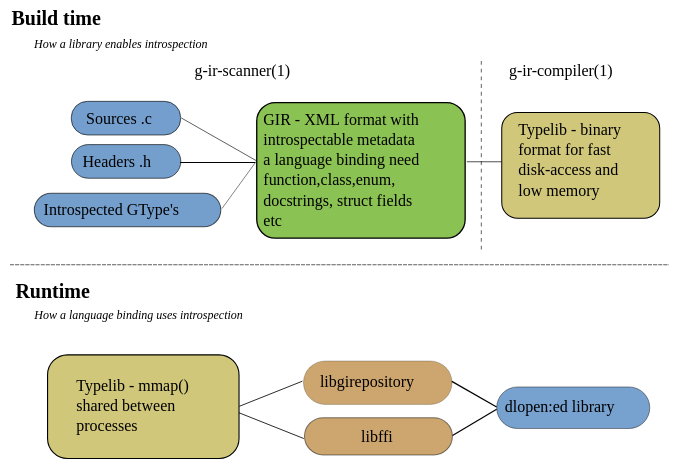 Build time
How a library enables introspection
g-ir-scanner(1)
g-ir-compiler(1)
Sources .c
Headers .h
Introspected GType's
GIR - XML format with
introspectable metadata
a language binding need
function,class,enum,
docstrings, struct fields
etc
Typelib - binary
format for fast
disk-access and
low memory
Runtime
How a language binding uses introspection
Typelib - mmap()
shared between
processes
libgirepository
libffi
dlopen:ed library